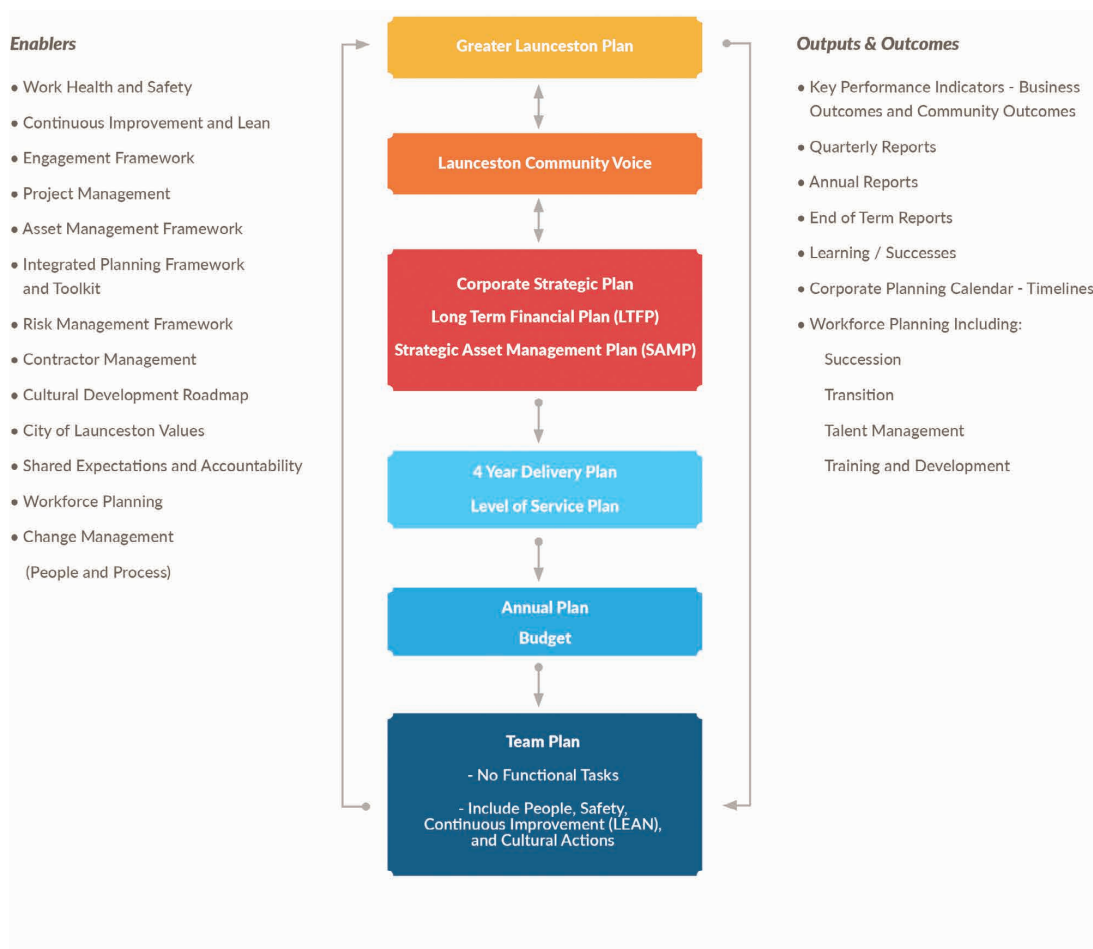 Enablers
• Work Health and Safety
• Continuous Improvement and Lean
• Engagement Framework
• Project Management
• Asset Management Framework
• Integrated Planning Framework
and Toolkit
• Risk Management Framework
• Contractor Management
• Cultural Development Roadmap
• City of Launceston Values
• Shared Expectations and Accountability
• Workforce Planning
• Change Management
(People and Process)
Greater Launceston Plan
Launceston Community Voice
Corporate Strategic Plan
Long Term Financial Plan (LTFP)
Strategic Asset Management Plan (SAMP)
4 Year Delivery Plan
Level of Service Plan
Annual Plan
Budget
Team Plan
- No Functional Tasks
- Include People, Safety,
Continuous Improvement (LEAN),
and Cultural Actions
Outputs & Outcomes
• Key Performance Indicators - Business
Outcomes and Community Outcomes
• Quarterly Reports
• Annual Reports
• End of Term Reports
• Learning / Successes
• Corporate Planning Calendar - Timelines
• Workforce Planning Including:
Succession
Transition
Talent Management
Training and Development